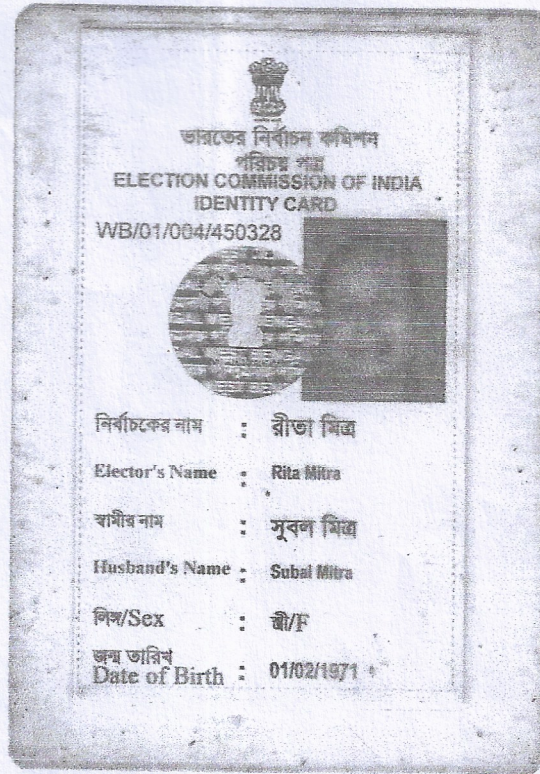 ভারতের নির্বাচন কমিশন
পরিচয় পত্র
ELECTION COMMISSION OF INDIA
IDENTITY CARD
WB/01/004/450328
নির্বাচকের নাম : রীতা মিত্র
Elector's Name : Rita Mitra
স্বামীর নাম : সুবল মিত্র
Husband's Name : Subal Mitra
লিঙ্গ/Sex : স্ত্রী/F
জন্ম তারিখ
Date of Birth : 01/02/1971